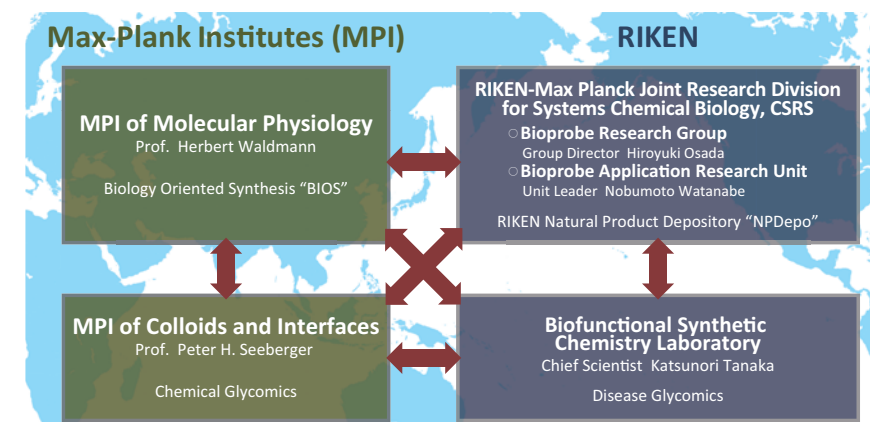 Max-Plank Institutes (MPI)
RIKEN
MPI of Molecular Physiology
Prof. Herbert Waldmann
Biology Oriented Synthesis “BIOS”
RIKEN-Max Planck Joint Research Division
for Systems Chemical Biology, CSRS
○Bioprobe Research Group
Group Director Hiroyuki Osada
○Bioprobe Application Research Unit
Unit Leader Nobumoto Watanabe
RIKEN Natural Product Depository “NPDepo”
MPI of Colloids and Interfaces
Prof. Peter H. Seeberger
Chemical Glycomics
Biofunctional Synthetic
Chemistry Laboratory
Chief Scientist Katsunori Tanaka
Disease Glycomics